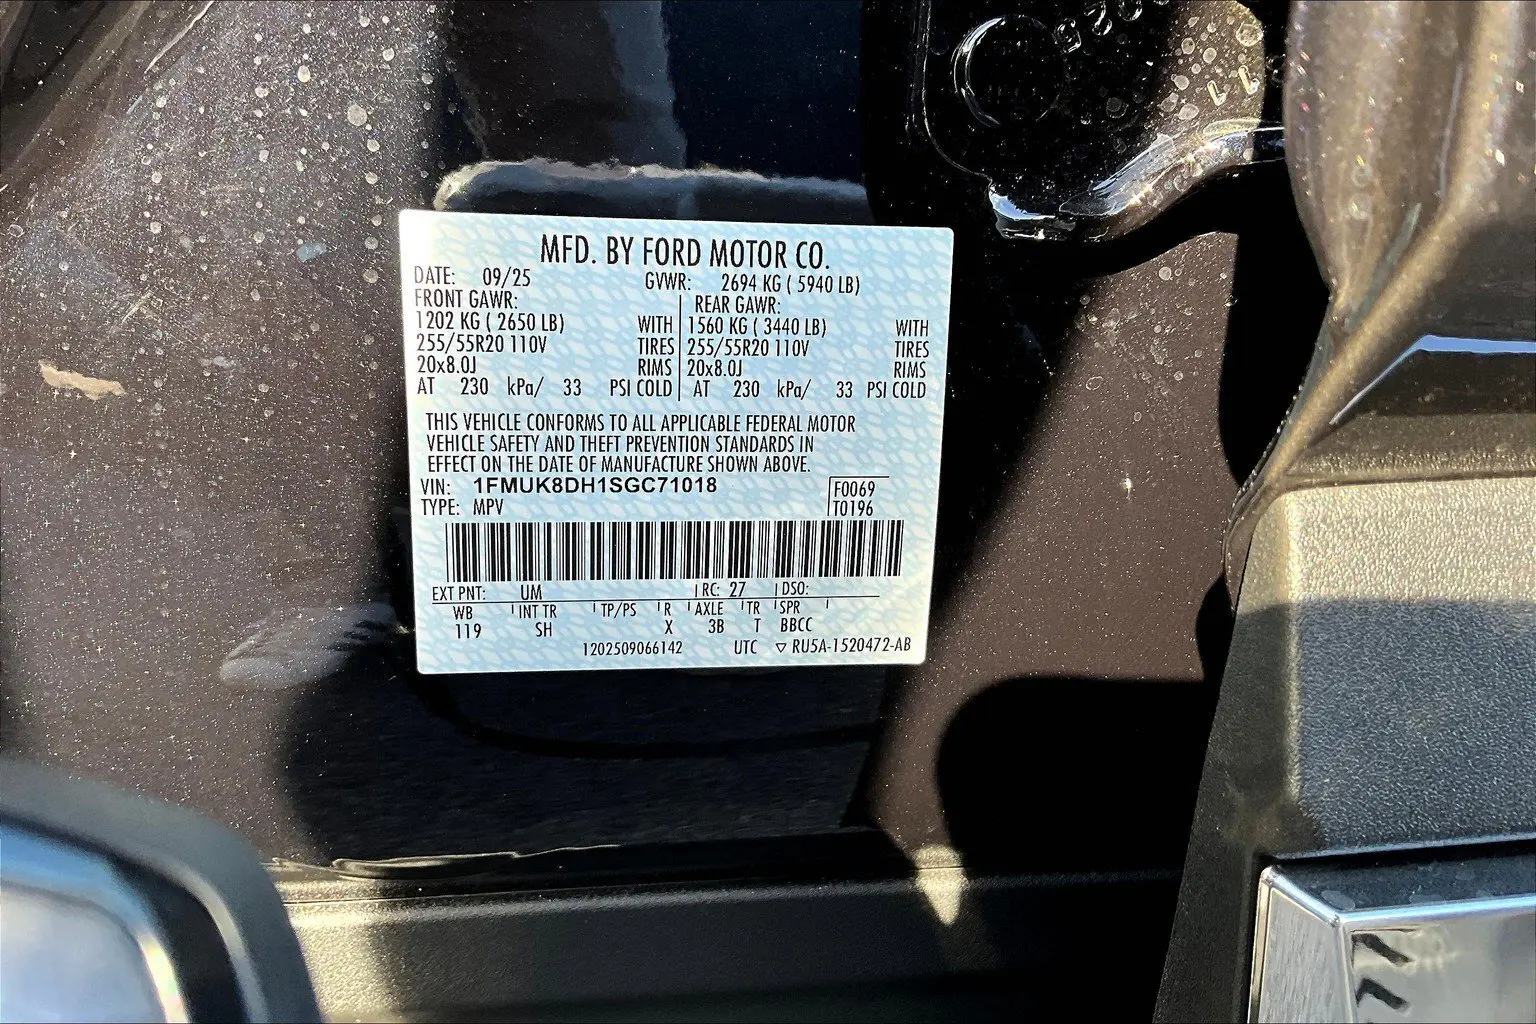 MFD. BY FORD MOTOR CO.
DATE: 09/25 GVWR: 2694 KG ( 5940 LB)
FRONT GAWR: REAR GAWR:
1202 KG ( 2650 LB) WITH 1560 KG ( 3440 LB) WITH
255/55R20 110V TIRES 255/55R20 110V TIRES
20x8.0J RIMS 20x8.0J RIMS
AT 230 kPa/ 33 PSI COLD AT 230 kPa/ 33 PSI COLD
THIS VEHICLE CONFORMS TO ALL APPLICABLE FEDERAL MOTOR
VEHICLE SAFETY AND THEFT PREVENTION STANDARDS IN
EFFECT ON THE DATE OF MANUFACTURE SHOWN ABOVE.
VIN: 1FMUK8DH1SGC71018 F0069
TYPE: MPV T0196
EXT PNT: UM RC: 27 DSO:
WB INT TR TP/PS R AXLE TR SPR
119 SH X 3B T BBCC
1202509066142 UTC ▽ RU5A-1520472-AB